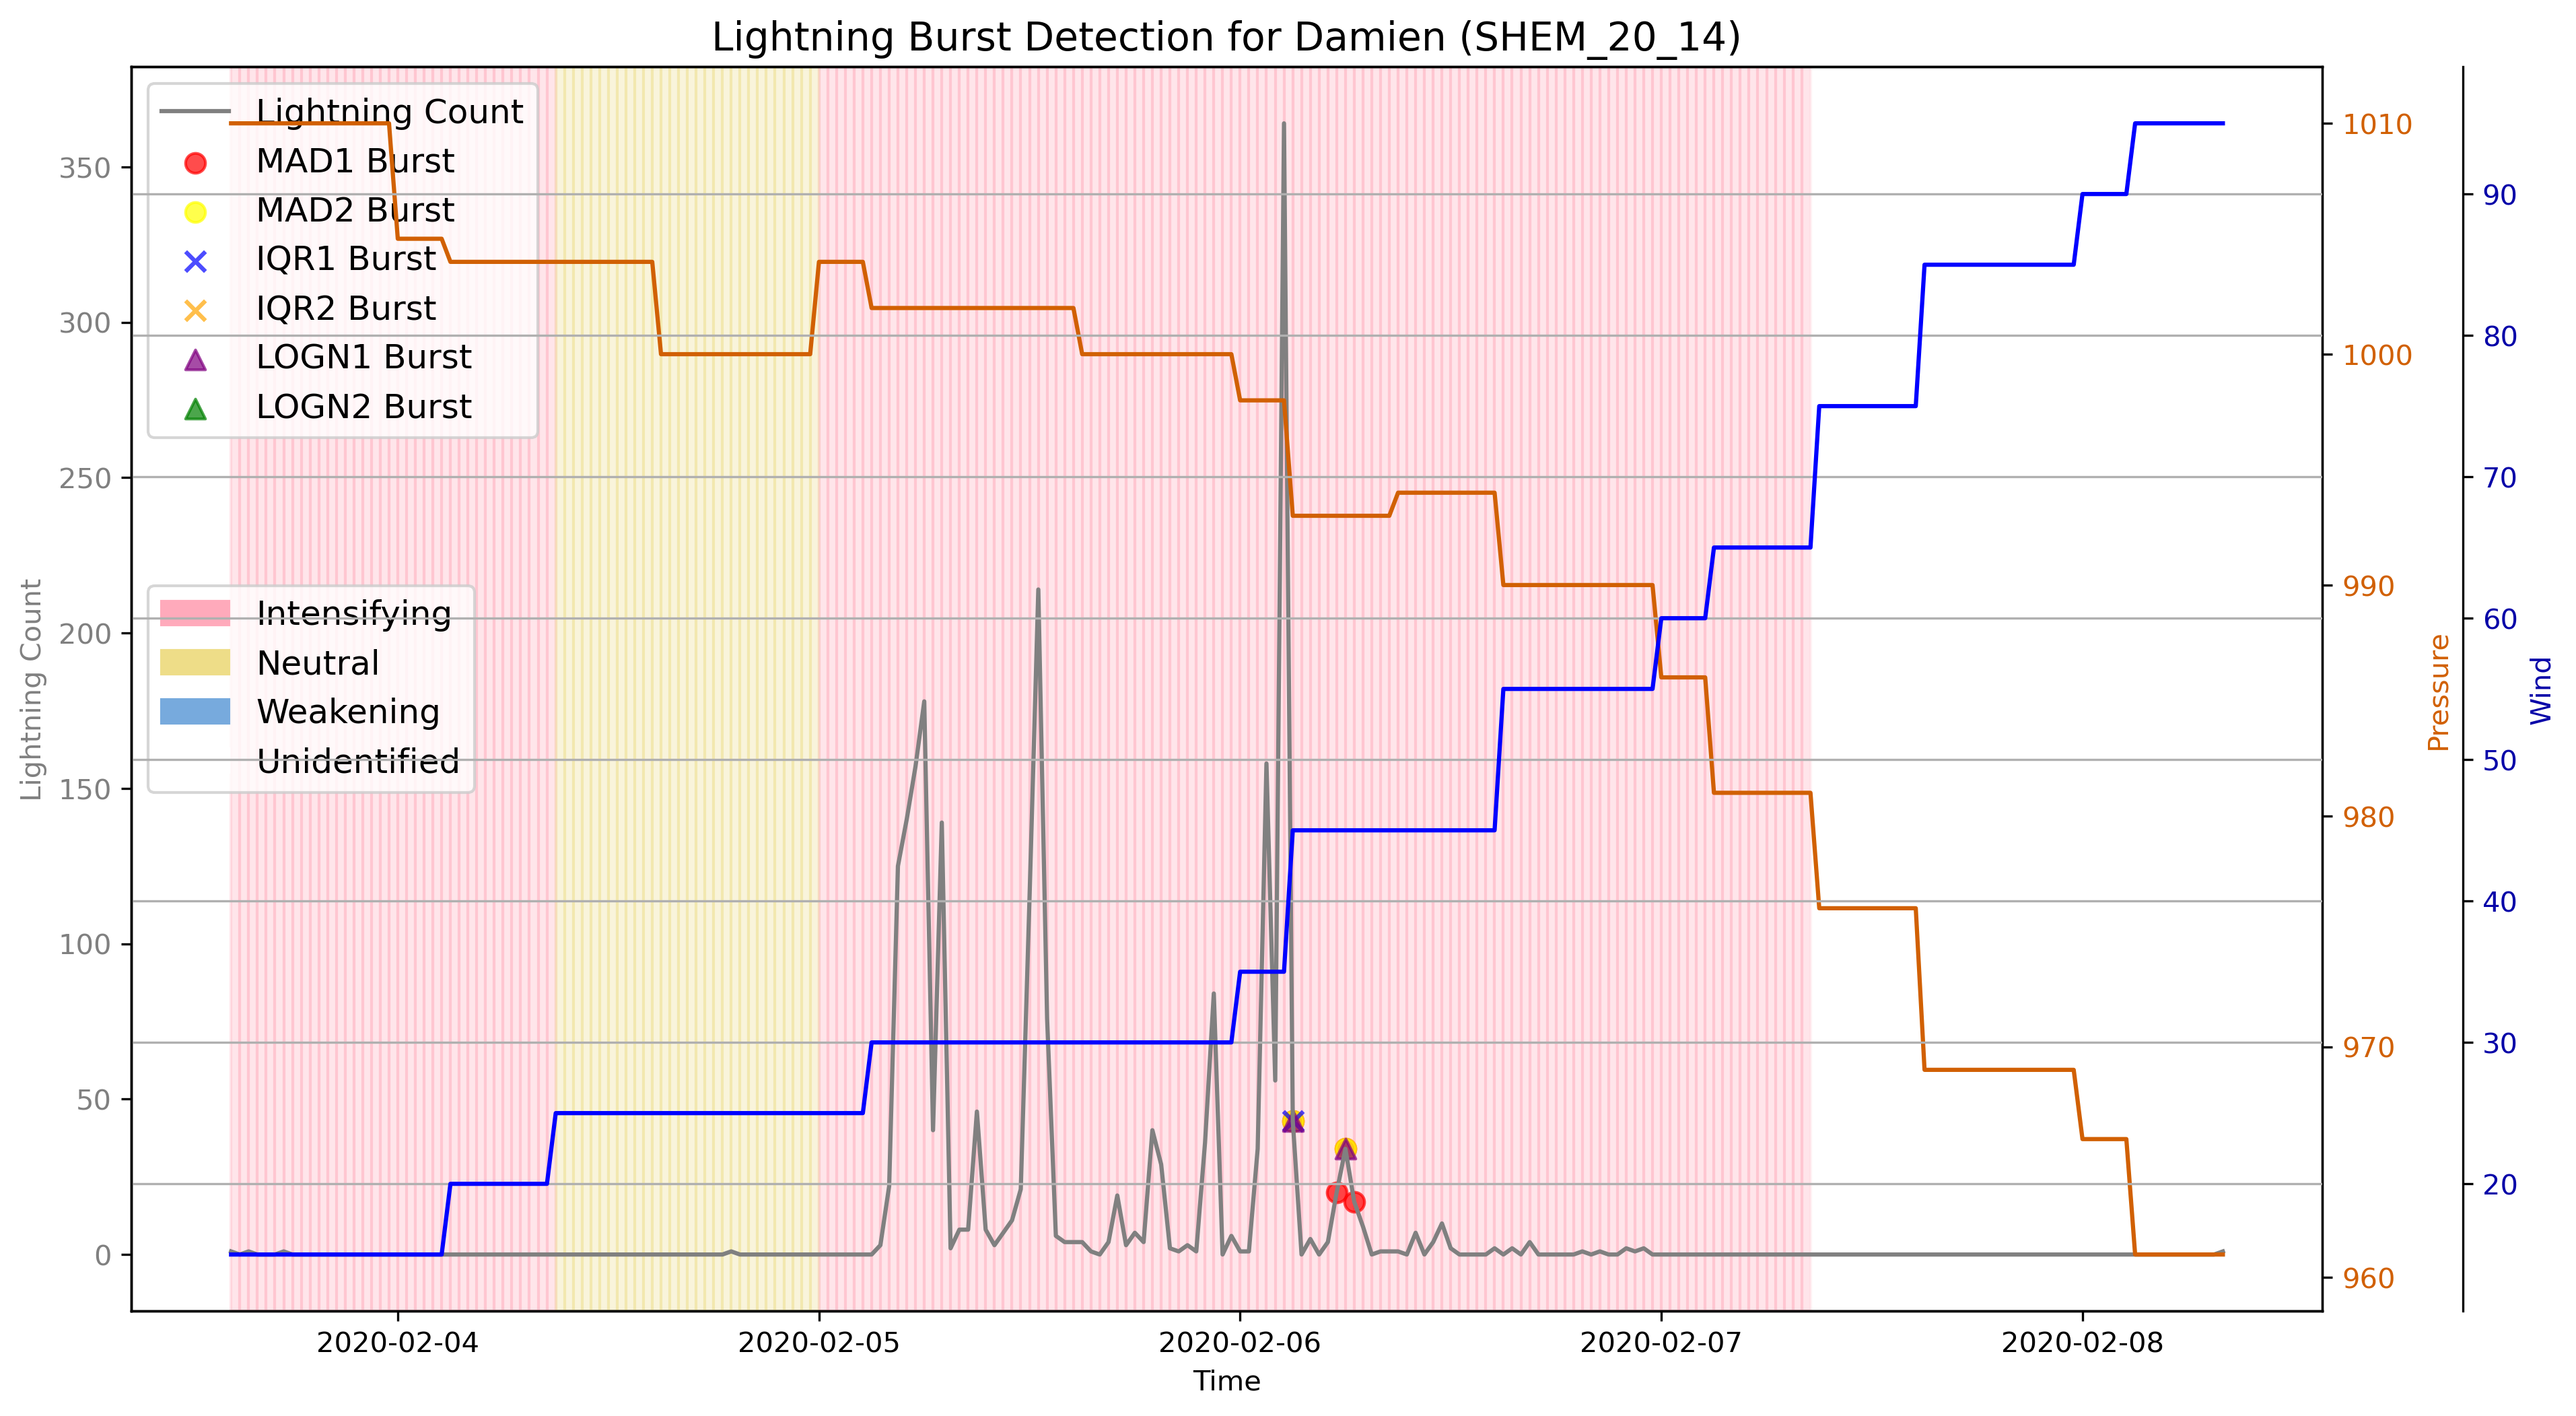 Lightning Burst Detection for Damien (SHEM_20_14)
Lightning Count
MAD1 Burst
MAD2 Burst
IQR1 Burst
IQR2 Burst
LOGN1 Burst
LOGN2 Burst
Intensifying
Neutral
Weakening
Unidentified
Lightning Count
350
300
250
200
150
100
50
0
1010
1000
990
980
970
960
Pressure
90
80
70
60
50
40
30
20
Wind
2020-02-04
2020-02-05
2020-02-06
2020-02-07
2020-02-08
Time